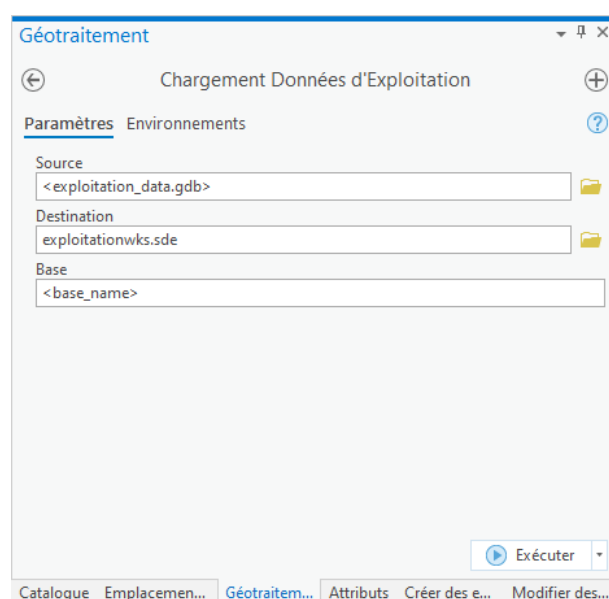 Géotraitement
Chargement Données d'Exploitation
Paramètres Environnements
Source
<exploitation_data.gdb>
Destination
exploitationwks.sde
Base
<base_name>
Exécuter
Catalogue Emplacemen... Géotraitem... Attributs Créer des e... Modifier des...